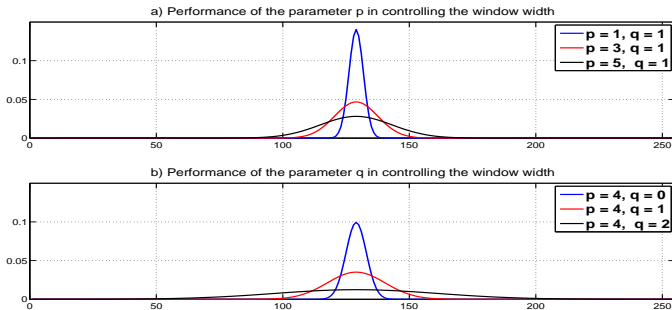 a) Performance of the parameter p in controlling the window width
0.1
0.05
0
0 50 100 150 200 250
p = 1, q = 1
p = 3, q = 1
p = 5, q = 1
b) Performance of the parameter q in controlling the window width
0.1
0.05
0
0 50 100 150 200 250
p = 4, q = 0
p = 4, q = 1
p = 4, q = 2